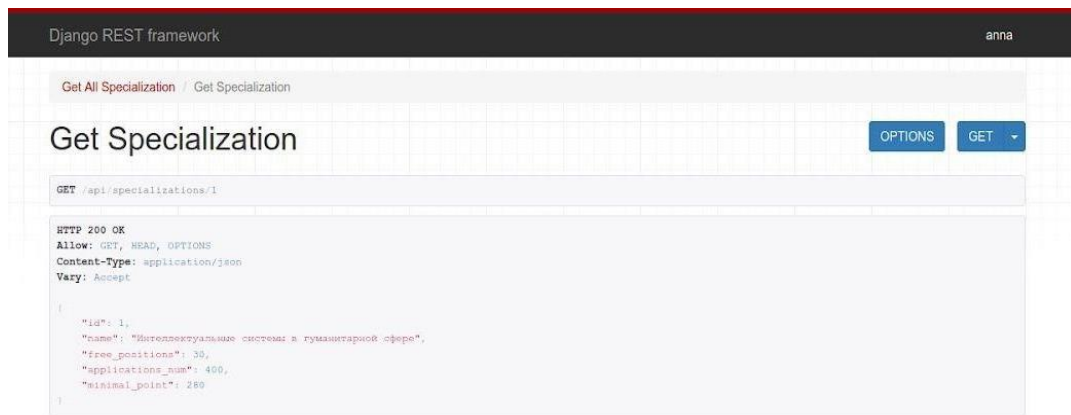 Django REST framework
anna
Get All Specialization / Get Specialization
Get Specialization
OPTIONS
GET
GET /api/specializations/1
HTTP 200 OK
Allow: GET, HEAD, OPTIONS
Content-Type: application/json
Vary: Accept
{
"id": 1,
"name": "Интеллектуальные системы в гуманитарной сфере",
"free_positions": 30,
"applications_num": 400,
"minimal_point": 280
}